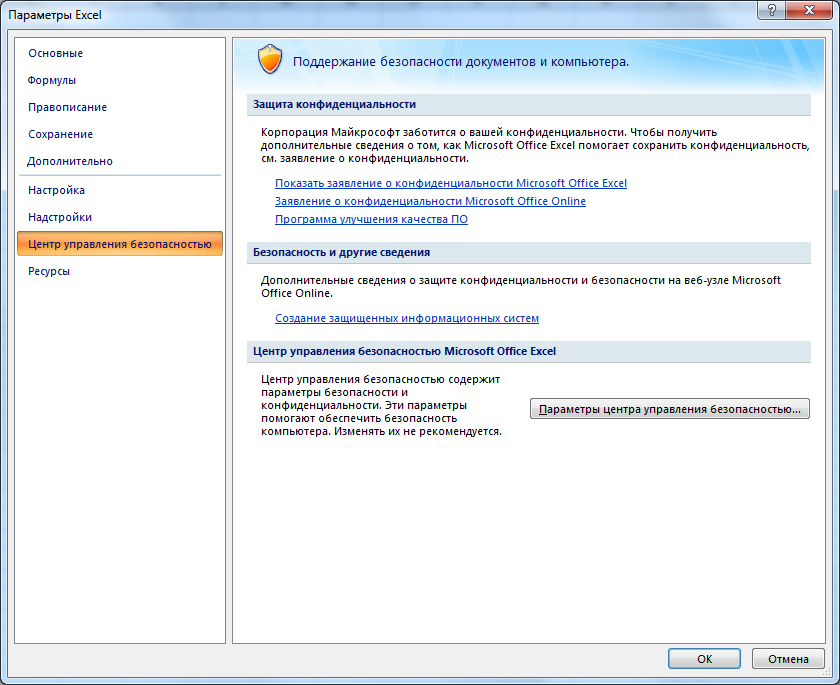 Параметры Excel
Основные
Формулы
Правописание
Сохранение
Дополнительно
Настройка
Надстройки
Центр управления безопасностью
Ресурсы
Поддержание безопасности документов и компьютера.
Защита конфиденциальности
Корпорация Майкрософт заботится о вашей конфиденциальности. Чтобы получить
дополнительные сведения о том, как Microsoft Office Excel помогает сохранить конфиденциальность,
см. заявление о конфиденциальности.
Показать заявление о конфиденциальности Microsoft Office Excel
Заявление о конфиденциальности Microsoft Office Online
Программа улучшения качества ПО
Безопасность и другие сведения
Дополнительные сведения о защите конфиденциальности и безопасности на веб-узле Microsoft
Office Online.
Создание защищенных информационных систем
Центр управления безопасностью Microsoft Office Excel
Центр управления безопасностью содержит
параметры безопасности и
конфиденциальности. Эти параметры
помогают обеспечить безопасность
компьютера. Изменять их не рекомендуется.
Параметры центра управления безопасностью...
ОК
Отмена